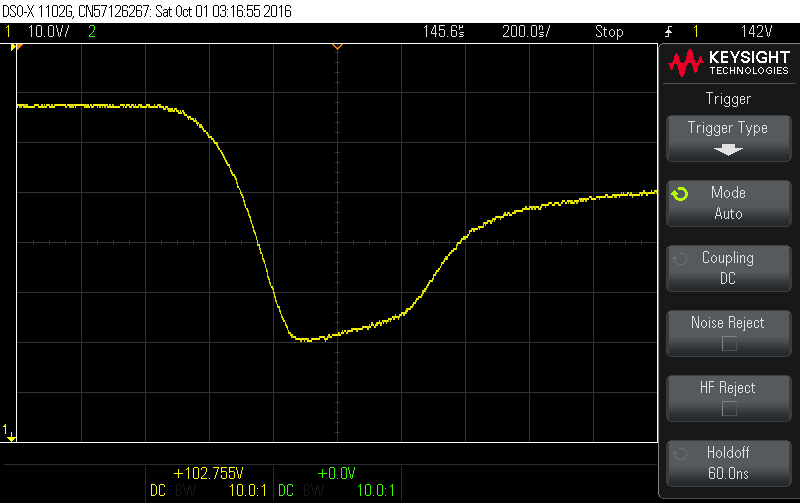 DSO-X 1102G, CN57126267: Sat Oct 01 03:16:55 2016
1 10.0V/ 2 145.6s 200.0s/ Stop 1 142V
KEYSIGHT
TECHNOLOGIES
Trigger
Trigger Type
Mode
Auto
Coupling
DC
Noise Reject
HF Reject
Holdoff
60.0ns
1
+102.755V +0.0V
DC BW 10.0:1 DC BW 10.0:1